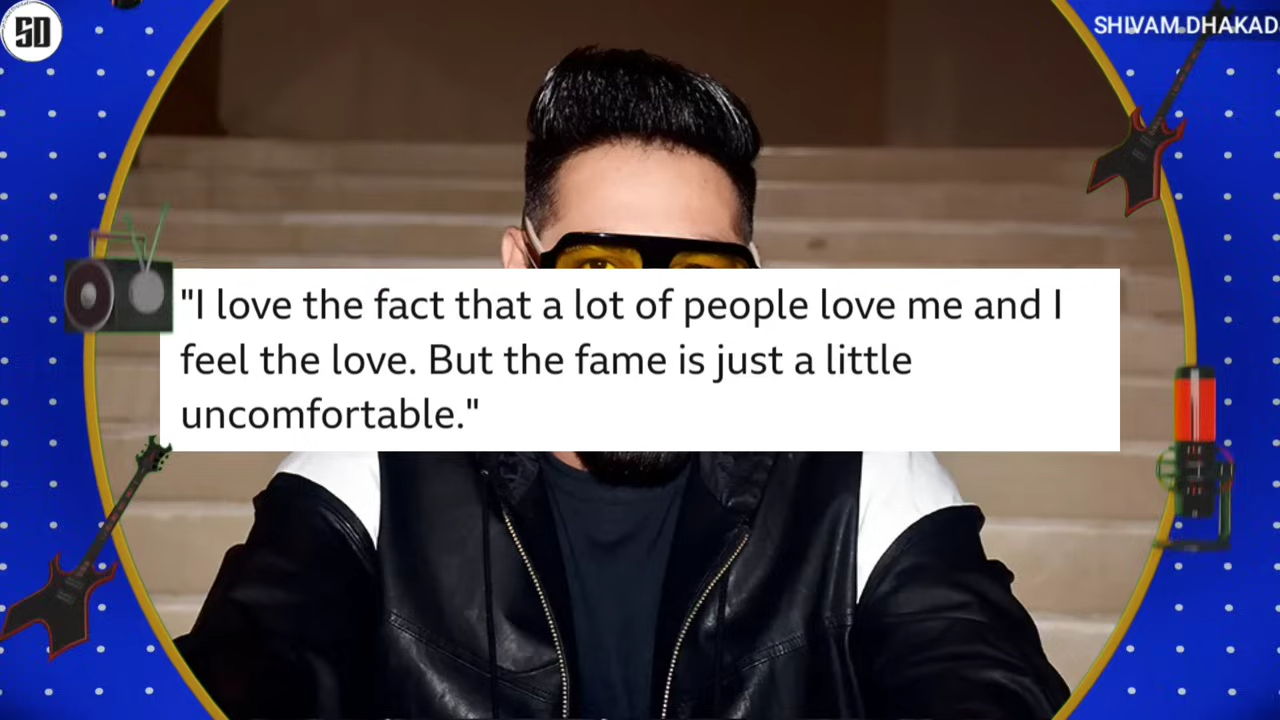 SD
SHIVAM DHAKAD
"I love the fact that a lot of people love me and I
feel the love. But the fame is just a little
uncomfortable."